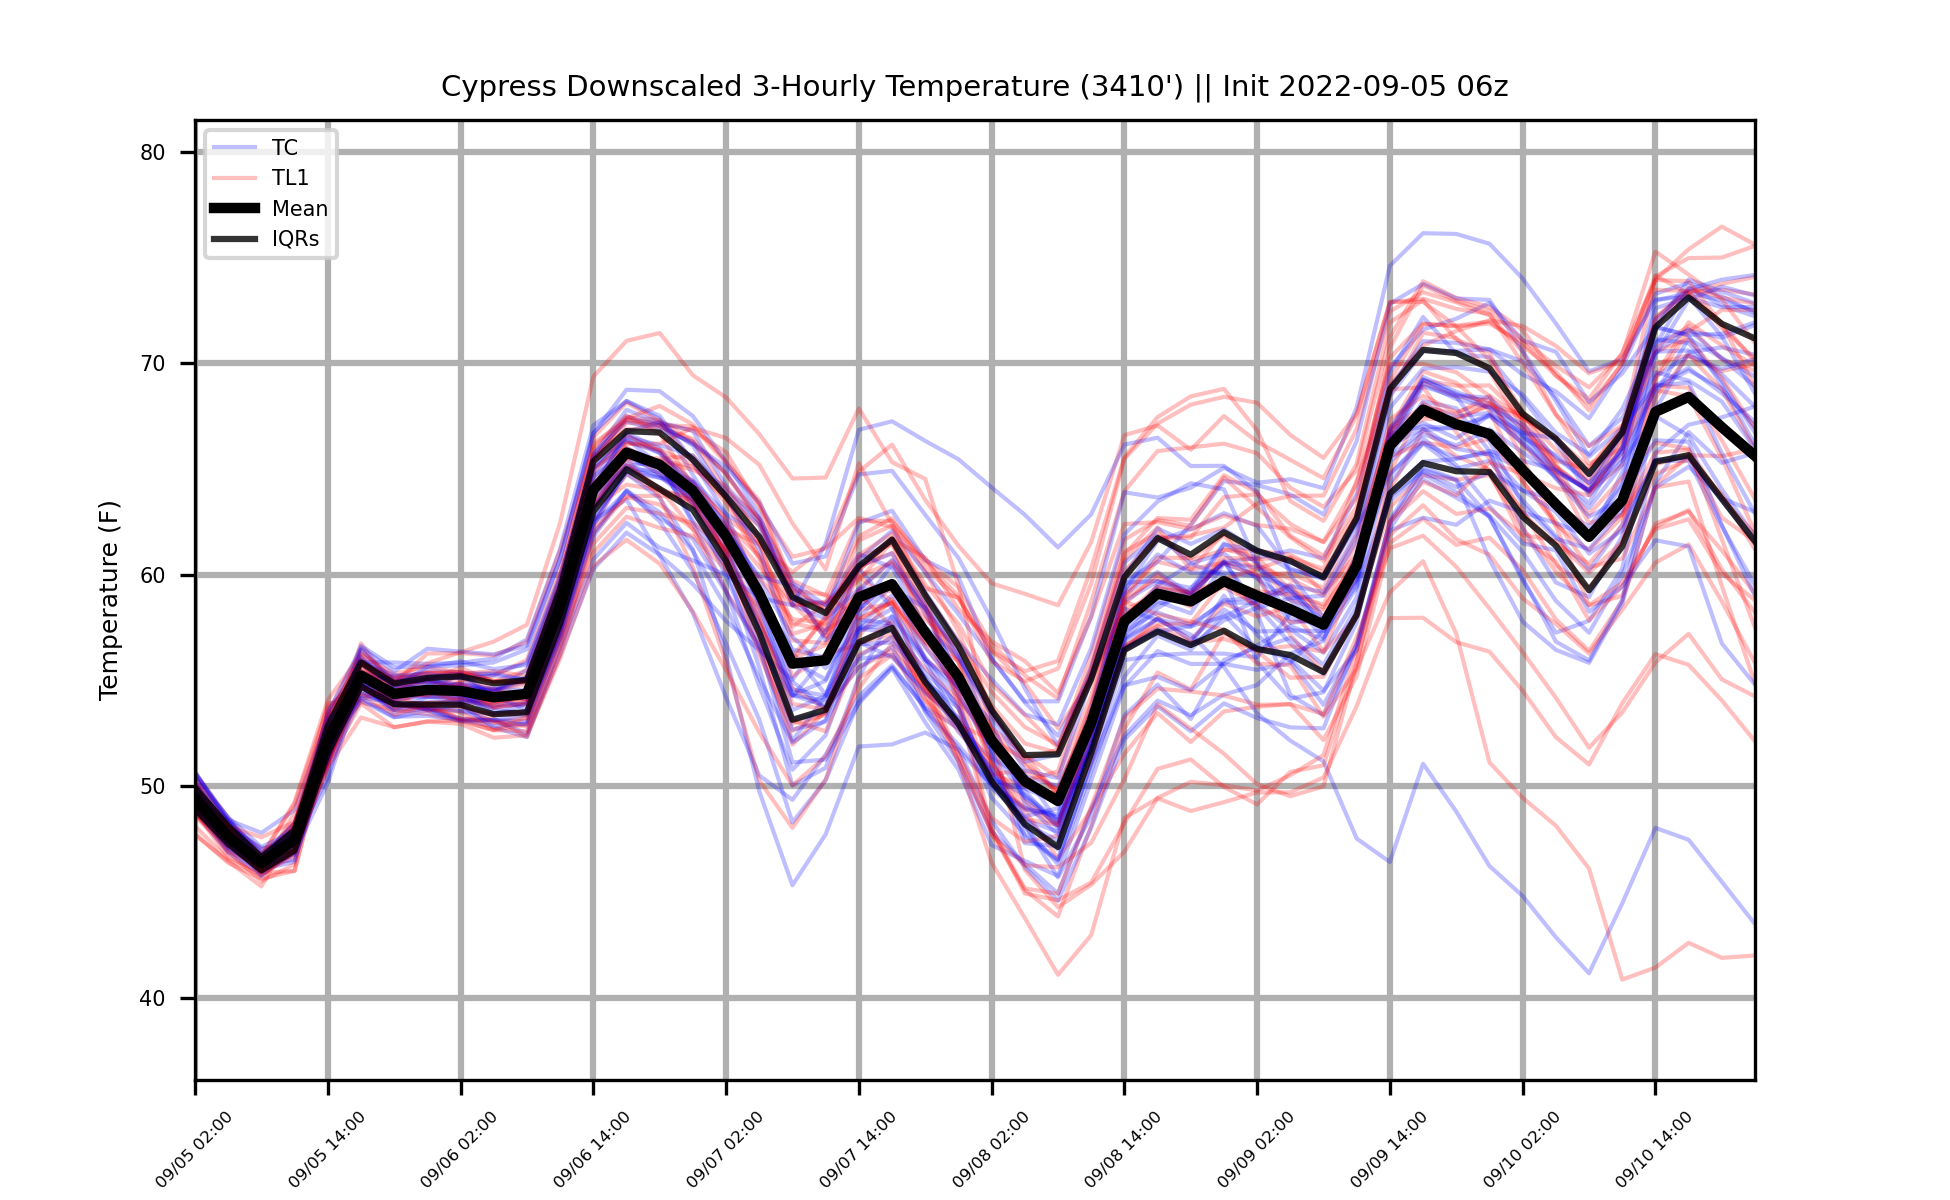 Cypress Downscaled 3-Hourly Temperature (3410') || Init 2022-09-05 06z
TC
TL1
Mean
IQRs
Temperature (F)
80
70
60
50
40
09/05 02:00
09/05 14:00
09/06 02:00
09/06 14:00
09/07 02:00
09/07 14:00
09/08 02:00
09/08 14:00
09/09 02:00
09/09 14:00
09/10 02:00
09/10 14:00